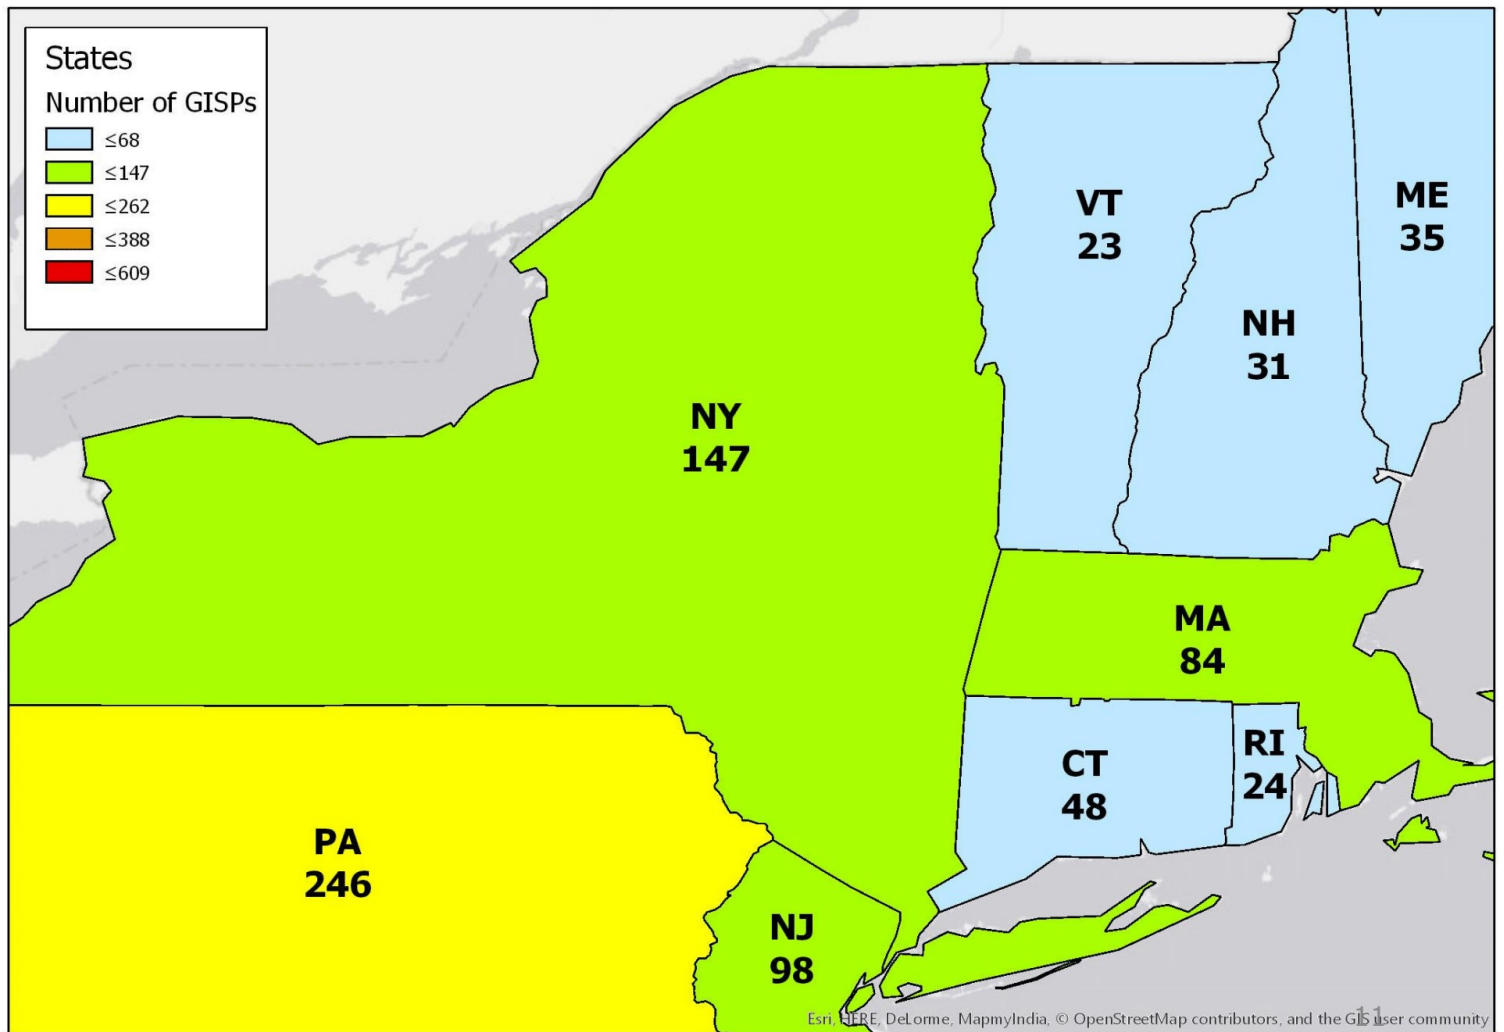 States
Number of GISPs
≤68
≤147
≤262
≤388
≤609
VT
23
ME
35
NH
31
NY
147
MA
84
CT
48
RI
24
PA
246
NJ
98
11
Esri, HERE, DeLorme, MapmyIndia, © OpenStreetMap contributors, and the GIS user community